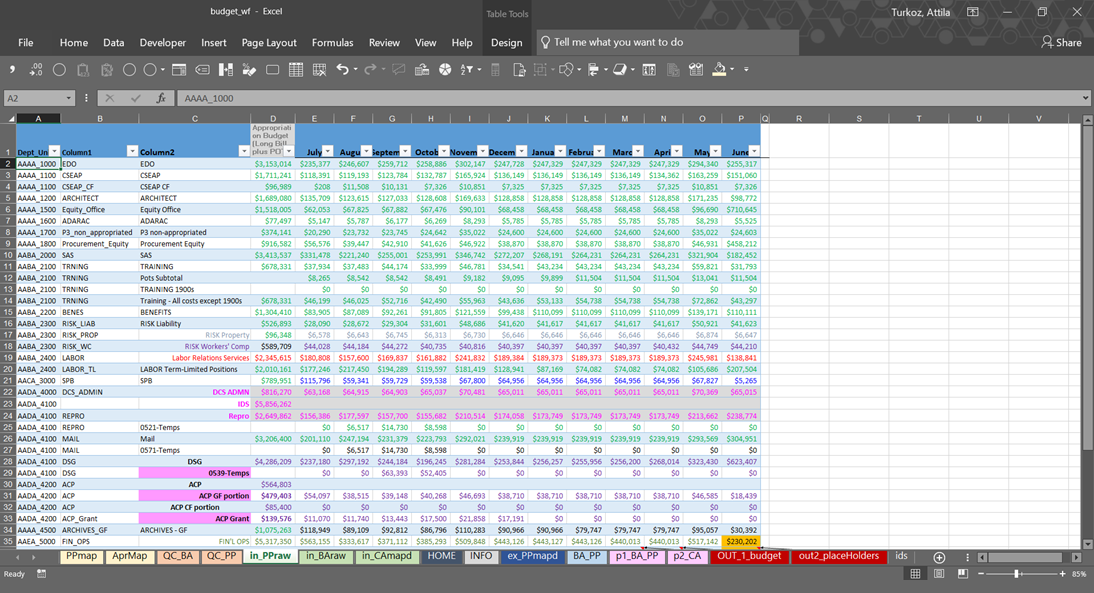 budget_wf - Excel
Table Tools
Turkoz, Attila
File Home Data Developer Insert Page Layout Formulas Review View Help Design Tell me what you want to do Share
A2 fx AAAA_1000
A B C D E F G H I J K L M N O P Q R S T U V
Appropriati
on Budget
[Long Bill
1 Dept_Un Column1 Column2 plus POT July Augu Septem Octob Novem Decem Janua Februa Marc Apri May June
2 AAAA_1000 EDO EDO $3,153,014 $235,377 $246,607 $259,712 $258,886 $302,147 $247,728 $247,329 $247,329 $247,329 $247,329 $294,340 $255,317
3 AAAA_1100 CSEAP CSEAP $1,711,241 $118,391 $119,193 $123,784 $132,787 $165,924 $136,149 $136,149 $136,149 $136,149 $134,362 $163,259 $151,060
4 AAAA_1100 CSEAP_CF CSEAP CF $96,989 $208 $11,508 $10,131 $7,326 $10,851 $7,325 $7,325 $7,325 $7,325 $7,325 $10,851 $7,326
5 AAAA_1200 ARCHITECT ARCHITECT $1,689,080 $135,709 $123,615 $127,033 $128,608 $169,633 $128,858 $128,858 $128,858 $128,858 $128,858 $171,235 $98,772
6 AAAA_1500 Equity_Office Equity Office $1,518,005 $62,053 $67,825 $67,882 $67,476 $90,101 $68,458 $68,458 $68,458 $68,458 $68,458 $96,690 $710,645
7 AAAA_1600 ADARAC ADARAC $77,497 $5,147 $5,787 $6,177 $6,269 $8,293 $5,785 $5,785 $5,785 $5,785 $5,785 $8,293 $5,525
8 AAAA_1700 P3_non_appropriated P3 non-appropriated $374,141 $20,290 $23,732 $23,745 $24,642 $35,022 $24,600 $24,600 $24,600 $24,600 $24,600 $35,022 $24,603
9 AAAA_1800 Procurement_Equity Procurement Equity $916,582 $56,576 $39,447 $42,910 $41,626 $46,922 $38,870 $38,870 $38,870 $38,870 $38,870 $46,931 $458,212
10 AABA_2000 SAS SAS $3,413,537 $331,478 $221,240 $255,001 $253,991 $346,742 $272,207 $268,191 $264,231 $264,231 $264,231 $321,904 $182,452
11 AABA_2100 TRNING TRAINING $678,331 $37,934 $37,483 $44,174 $33,999 $46,781 $34,541 $43,234 $43,234 $43,234 $43,234 $59,821 $31,793
12 AABA_2100 TRNING Pots Subtotal $8,265 $8,542 $8,542 $8,491 $9,182 $9,095 $9,899 $11,504 $11,504 $11,504 $13,041 $11,504
13 AABA_2100 TRNING TRAINING 1900s $0 $0 $0 $0 $0 $0 $0 $0 $0 $0 $0 $0
14 AABA_2100 TRNING Training - All costs except 1900s $678,331 $46,199 $46,025 $52,716 $42,490 $55,963 $43,636 $53,133 $54,738 $54,738 $54,738 $72,862 $43,297
15 AABA_2200 BENES BENEFITS $1,304,410 $83,905 $87,089 $92,261 $91,805 $121,559 $99,438 $110,099 $110,099 $110,099 $110,099 $139,171 $110,111
16 AABA_2300 RISK_LIAB RISK Liability $526,893 $28,090 $28,672 $29,304 $31,601 $48,686 $41,620 $41,617 $41,617 $41,617 $41,617 $50,921 $41,623
17 AABA_2300 RISK_PROP RISK Property $96,348 $6,578 $6,643 $6,745 $6,313 $6,730 $6,646 $6,646 $6,646 $6,646 $6,646 $6,874 $6,647
18 AABA_2300 RISK_WC RISK Workers' Comp $589,709 $44,028 $44,184 $44,272 $40,735 $40,816 $40,397 $40,397 $40,397 $40,397 $40,432 $44,749 $44,210
19 AABA_2400 LABOR Labor Relations Services $2,345,615 $180,808 $157,600 $169,837 $161,882 $241,832 $189,384 $189,373 $189,373 $189,373 $189,373 $245,981 $138,841
20 AABA_2400 LABOR_TL LABOR Term-Limited Positions $2,010,161 $177,246 $217,450 $194,289 $119,597 $181,419 $128,941 $87,169 $74,082 $74,082 $74,082 $105,686 $207,504
21 AACA_3000 SPB SPB $789,951 $115,796 $59,341 $59,729 $59,538 $67,800 $64,956 $64,956 $64,956 $64,956 $64,956 $67,827 $5,265
22 AADA_4000 DCS_ADMIN DCS ADMN $816,270 $63,168 $64,915 $64,903 $65,037 $70,481 $65,011 $65,011 $65,011 $65,011 $65,011 $70,369 $65,015
23 AADA_4100 IDS $5,856,262
24 AADA_4100 REPRO Repro $2,649,862 $156,386 $177,597 $157,700 $155,682 $210,514 $174,058 $173,749 $173,749 $173,749 $173,749 $213,662 $238,774
25 AADA_4100 REPRO 0521-Temps $0 $6,517 $14,730 $8,598 $0 $0 $0 $0 $0 $0 $0 $0
26 AADA_4100 MAIL Mail $3,206,400 $201,110 $247,194 $231,379 $223,793 $292,021 $239,919 $239,919 $239,919 $239,919 $239,919 $293,569 $304,951
27 AADA_4100 MAIL 0571-Temps $0 $6,517 $14,730 $8,598 $0 $0 $0 $0 $0 $0 $0 $0
28 AADA_4100 DSG DSG $4,286,209 $237,180 $297,192 $244,184 $196,245 $281,284 $253,844 $256,257 $255,956 $256,200 $268,014 $323,430 $623,407
29 AADA_4100 DSG 0539-Temps $0 $0 $63,393 $52,405 $0 $0 $0 $0 $0 $0 $0 $0
30 AADA_4200 ACP ACP $564,803
31 AADA_4200 ACP ACP GF portion $479,403 $54,097 $38,515 $39,148 $40,268 $46,693 $38,710 $38,710 $38,710 $38,710 $38,710 $46,585 $18,439
32 AADA_4200 ACP ACP CF portion $85,400 $0 $0 $0 $0 $0 $0 $0 $0 $0 $0 $0 $0
33 AADA_4200 ACP_Grant ACP Grant $139,576 $11,070 $11,740 $13,443 $17,500 $21,858 $17,191 $0 $0 $0 $0 $0 $0
34 AAAA_4500 ARCHIVES_GF ARCHIVES - GF $1,075,263 $118,949 $89,109 $92,812 $86,796 $110,283 $90,966 $90,966 $79,747 $79,747 $79,747 $95,057 $30,392
35 AAEA_5000 FIN_OPS FIN'L OPS $5,317,350 $563,155 $333,617 $371,112 $385,293 $509,848 $443,126 $443,127 $443,126 $440,013 $440,013 $517,142 $230,202
PPmap AprMap QC_BA QC_PP in_PPraw in_BAraw in_CAmapd HOME INFO ex_PPmapd BA_PP p1_BA_PP p2_CA OUT_1_budget out2_placeHolders ids
Ready 85%